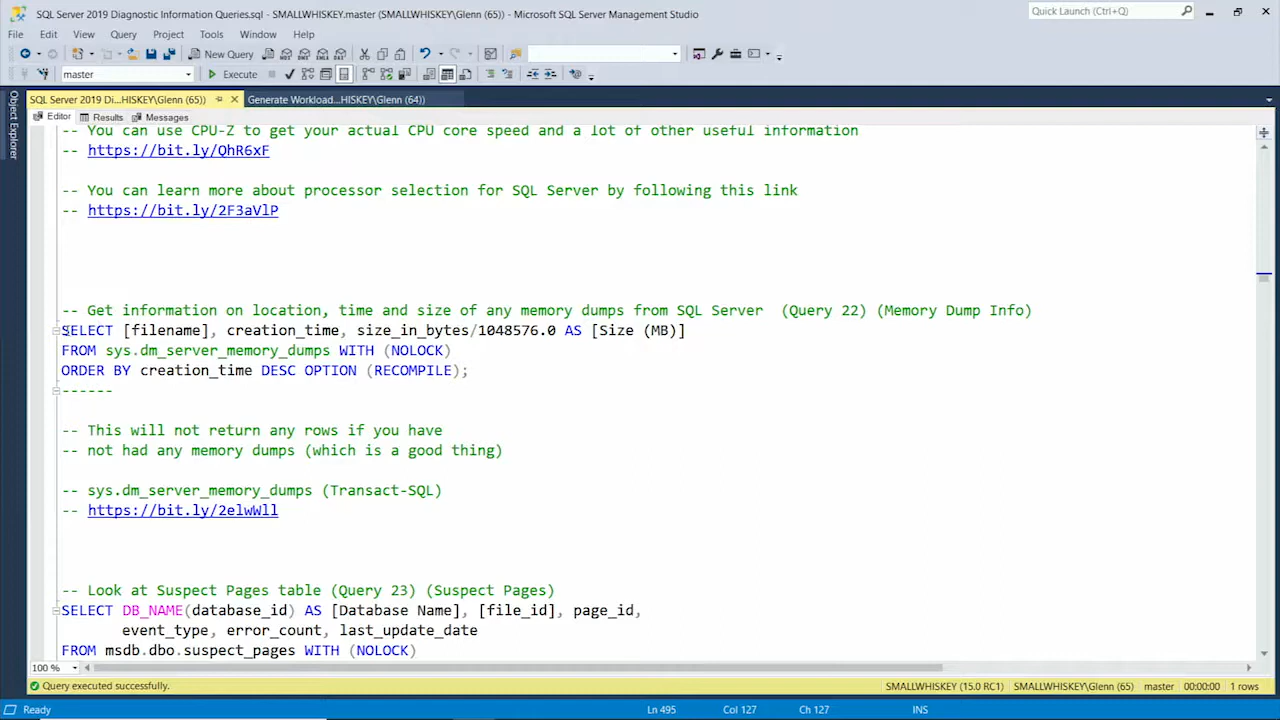 SQL Server 2019 Diagnostic Information Queries.sql - SMALLWHISKEY.master (SMALLWHISKEY\Glenn (65)) - Microsoft SQL Server Management Studio
Quick Launch (Ctrl+Q)
File Edit View Query Project Tools Window Help
New Query
master
Execute
Object Explorer
SQL Server 2019 Di...HISKEY\Glenn (65))
Generate Workload...HISKEY\Glenn (64))
Editor Results Messages
-- You can use CPU-Z to get your actual CPU core speed and a lot of other useful information
-- https://bit.ly/QhR6xF
-- You can learn more about processor selection for SQL Server by following this link
-- https://bit.ly/2F3aVlP
-- Get information on location, time and size of any memory dumps from SQL Server  (Query 22) (Memory Dump Info)
SELECT [filename], creation_time, size_in_bytes/1048576.0 AS [Size (MB)]
FROM sys.dm_server_memory_dumps WITH (NOLOCK)
ORDER BY creation_time DESC OPTION (RECOMPILE);
------
-- This will not return any rows if you have
-- not had any memory dumps (which is a good thing)
-- sys.dm_server_memory_dumps (Transact-SQL)
-- https://bit.ly/2elwWll
-- Look at Suspect Pages table (Query 23) (Suspect Pages)
SELECT DB_NAME(database_id) AS [Database Name], [file_id], page_id,
event_type, error_count, last_update_date
FROM msdb.dbo.suspect_pages WITH (NOLOCK)
100 %
Query executed successfully.
SMALLWHISKEY (15.0 RC1) SMALLWHISKEY\Glenn (65) master 00:00:00 1 rows
Ready
Ln 495 Col 127 Ch 127 INS